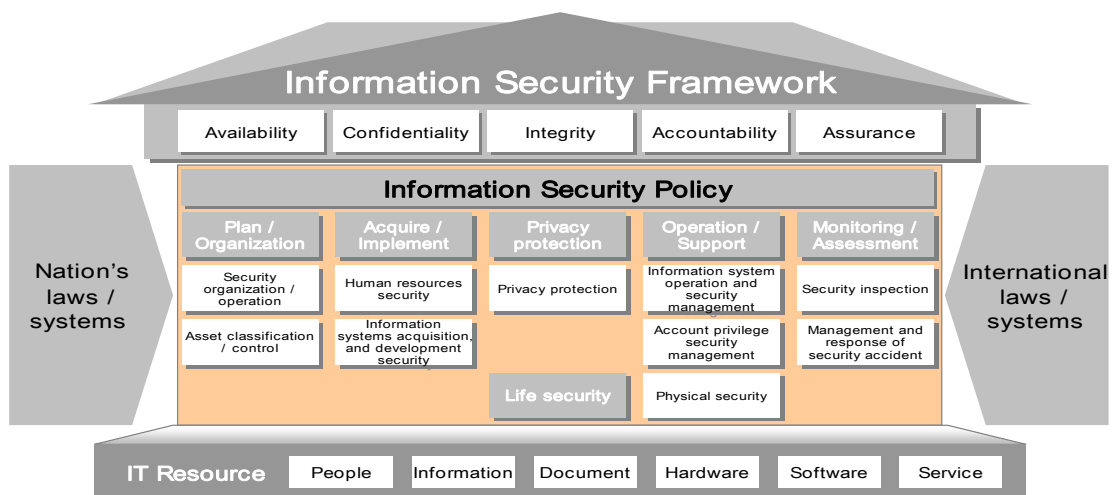 Information Security Framework
Availability
Confidentiality
Integrity
Accountability
Assurance
Information Security Policy
Plan /
Organization
Acquire /
Implement
Privacy
protection
Operation /
Support
Monitoring /
Assessment
Security
organization /
operation
Human resources
security
Privacy protection
Information system
operation and
security
management
Security inspection
Asset classification
/ control
Information
systems acquisition,
and development
security
Account privilege
security
management
Management and
response of
security accident
Life security
Physical security
Nation's
laws /
systems
International
laws /
systems
IT Resource
People
Information
Document
Hardware
Software
Service